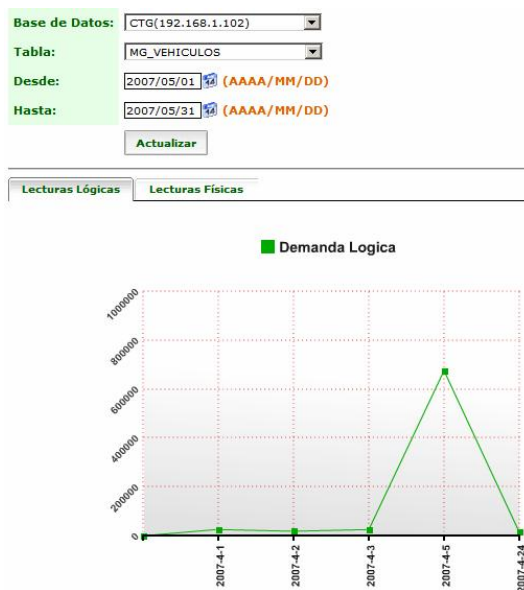 Base de Datos: CTG(192.168.1.102)
Tabla: MG_VEHICULOS
Desde: 2007/05/01 (AAAA/MM/DD)
Hasta: 2007/05/31 (AAAA/MM/DD)
Actualizar
Lecturas Lógicas Lecturas Físicas
Demanda Logica
1000000
800000
600000
400000
200000
0
2007-4-1 2007-4-2 2007-4-3 2007-4-5 2007-4-24